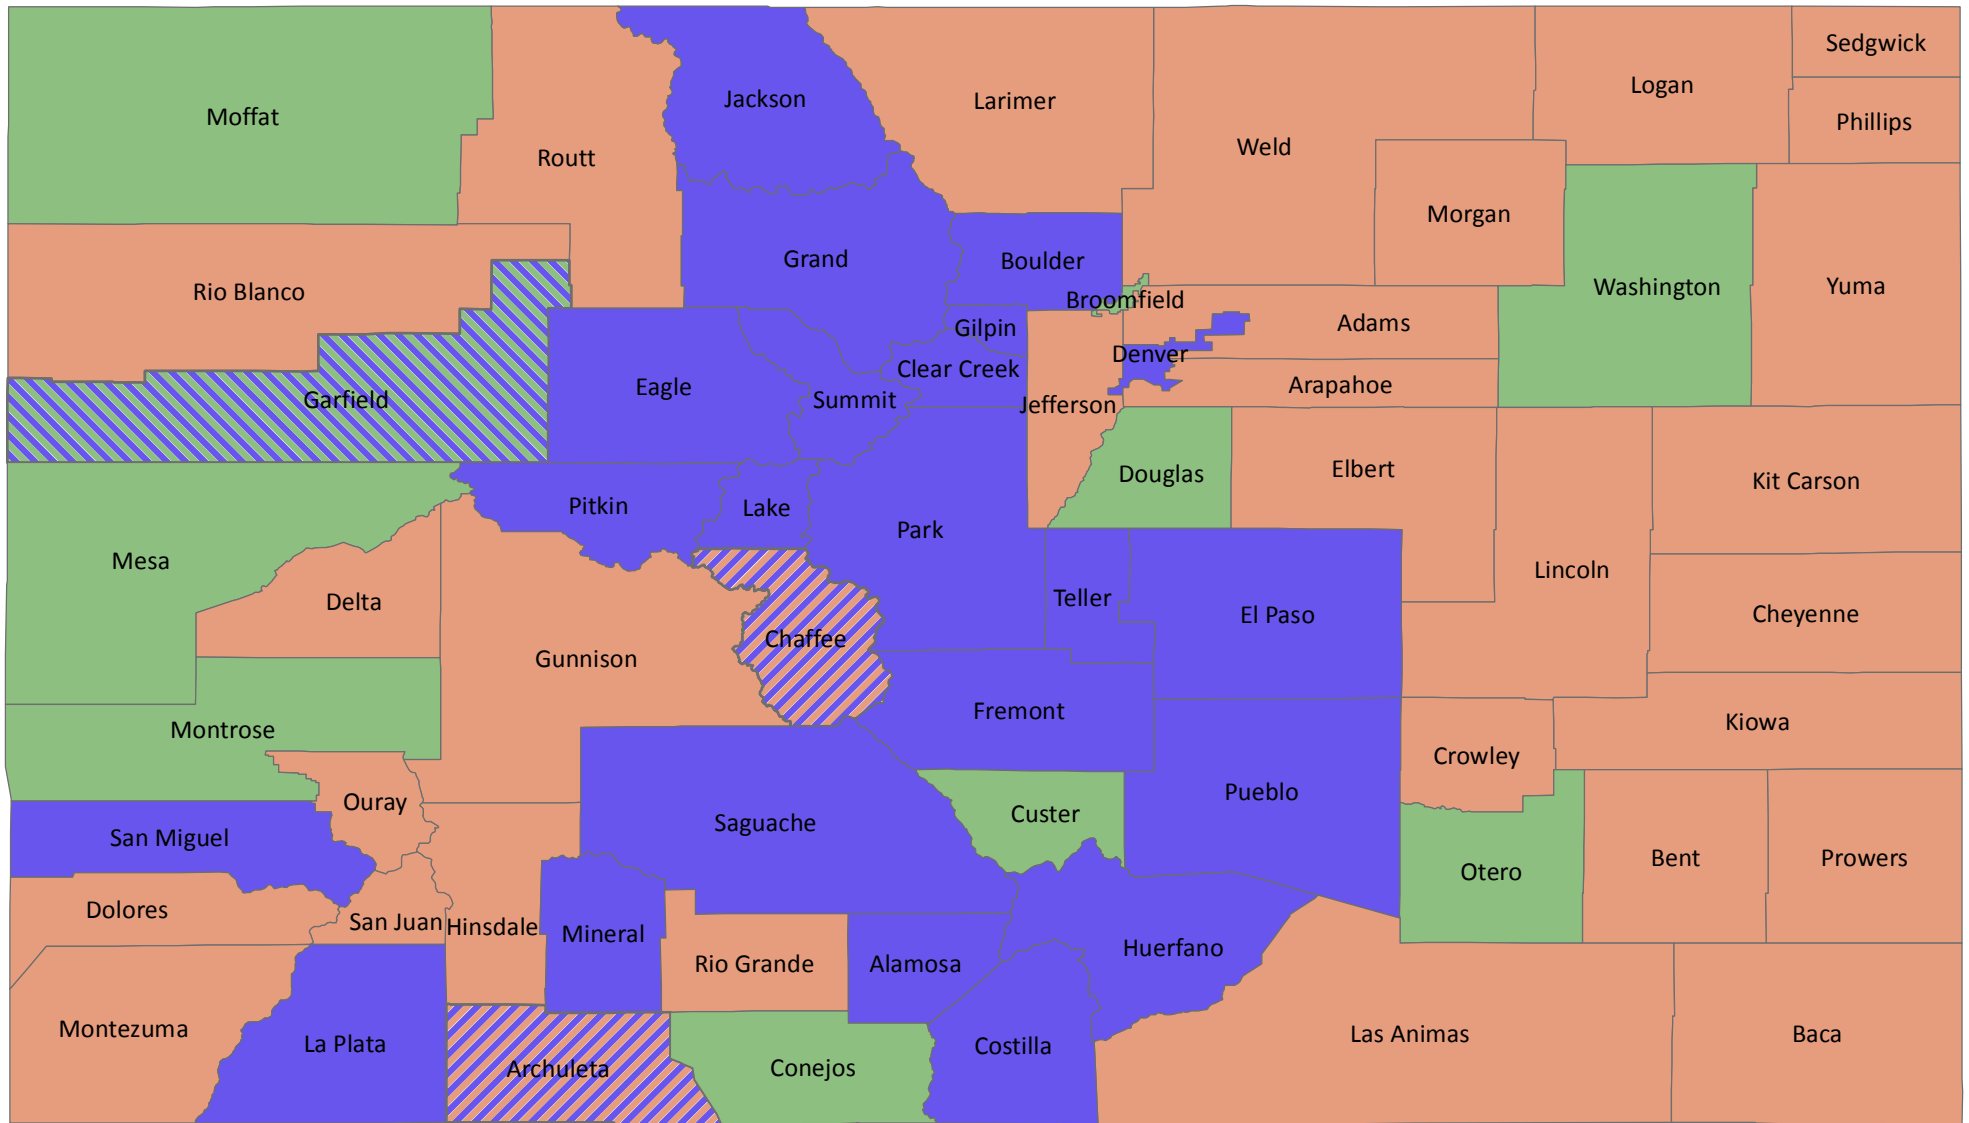 Sedgwick
Logan
Jackson
Larimer
Moffat
Phillips
Weld
Routt
Morgan
Grand
Boulder
Washington
Yuma
Rio Blanco
Broomfield
Adams
Gilpin
Denver
Clear Creek
Arapahoe
Eagle
Garfield
Summit
Jefferson
Elbert
Douglas
Kit Carson
Pitkin
Lake
Park
Mesa
Lincoln
Delta
Teller
El Paso
Cheyenne
Chaffee
Gunnison
Fremont
Kiowa
Montrose
Crowley
Pueblo
Ouray
Custer
Saguache
San Miguel
Bent
Prowers
Otero
Dolores
San Juan
Hinsdale
Mineral
Huerfano
Rio Grande
Alamosa
Montezuma
Las Animas
Baca
La Plata
Costilla
Archuleta
Conejos